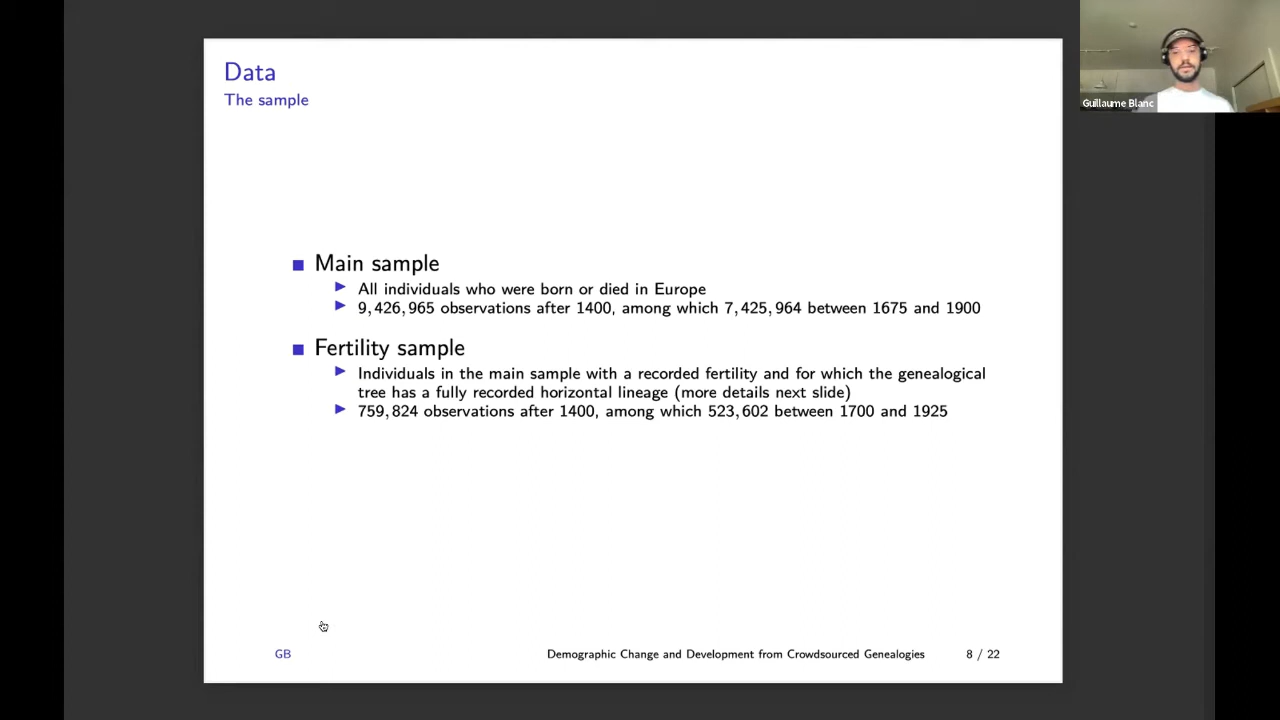 Data
The sample
Guillaume Blanc
Main sample
All individuals who were born or died in Europe
9,426,965 observations after 1400, among which 7,425,964 between 1675 and 1900
Fertility sample
Individuals in the main sample with a recorded fertility and for which the genealogical
tree has a fully recorded horizontal lineage (more details next slide)
759,824 observations after 1400, among which 523,602 between 1700 and 1925
GB
Demographic Change and Development from Crowdsourced Genealogies
8 / 22